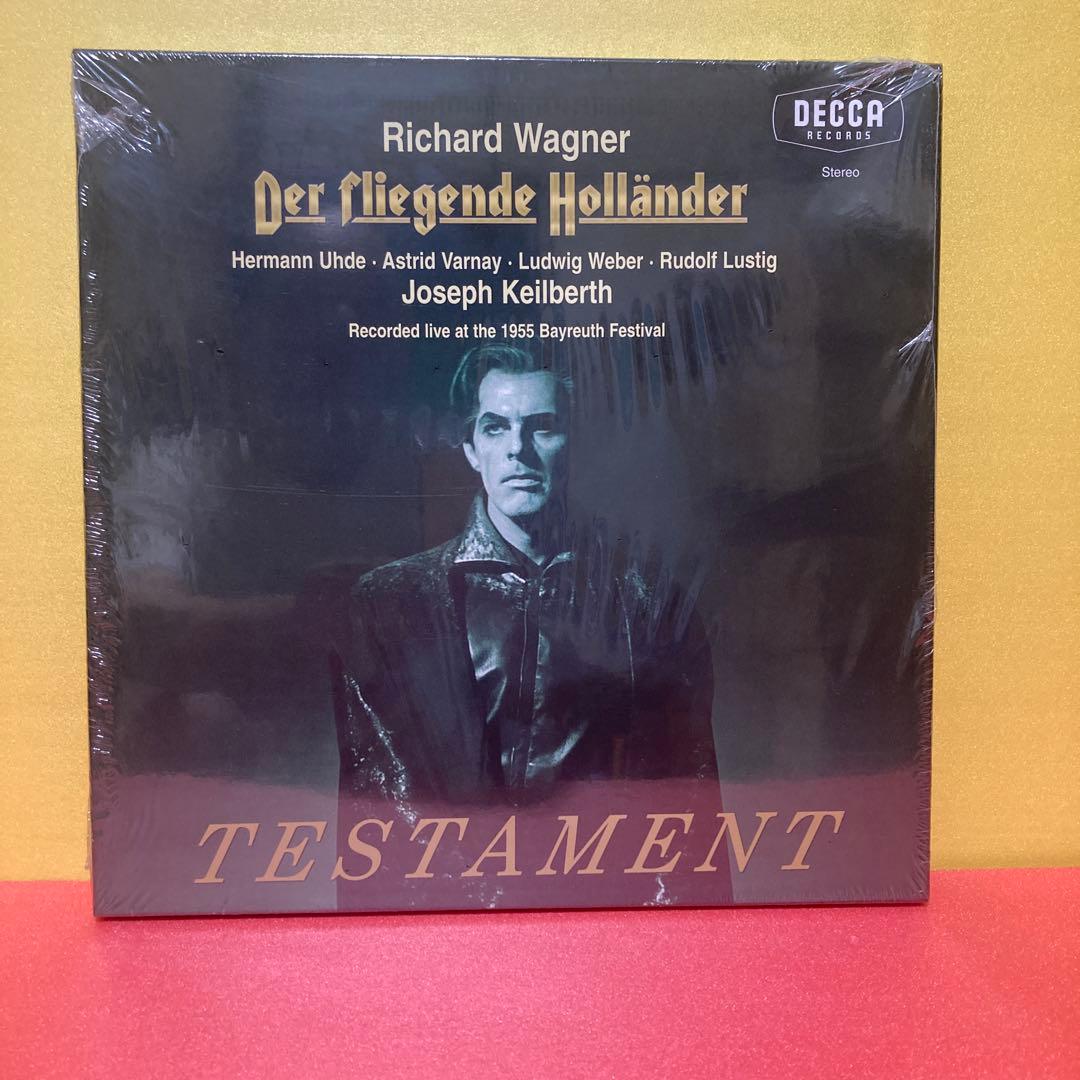 DECCA
RECORDS
Stereo
Richard Wagner
Der fliegende Holländer
Hermann Uhde · Astrid Varnay · Ludwig Weber · Rudolf Lustig
Joseph Keilberth
Recorded live at the 1955 Bayreuth Festival
TESTAMENT